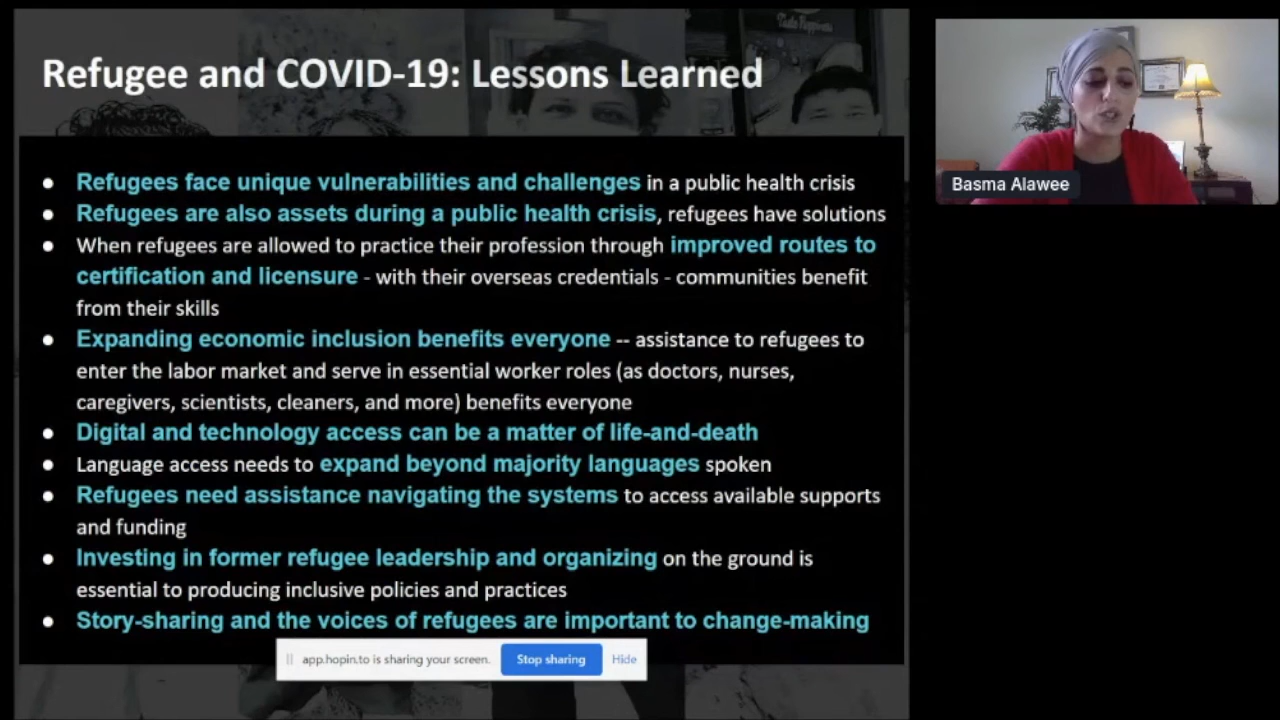 Refugee and COVID-19: Lessons Learned
● Refugees face unique vulnerabilities and challenges in a public health crisis
● Refugees are also assets during a public health crisis, refugees have solutions
● When refugees are allowed to practice their profession through improved routes to
certification and licensure - with their overseas credentials - communities benefit
from their skills
● Expanding economic inclusion benefits everyone -- assistance to refugees to
enter the labor market and serve in essential worker roles (as doctors, nurses,
caregivers, scientists, cleaners, and more) benefits everyone
● Digital and technology access can be a matter of life-and-death
● Language access needs to expand beyond majority languages spoken
● Refugees need assistance navigating the systems to access available supports
and funding
● Investing in former refugee leadership and organizing on the ground is
essential to producing inclusive policies and practices
● Story-sharing and the voices of refugees are important to change-making
app.hopin.to is sharing your screen. Stop sharing Hide
Basma Alawee